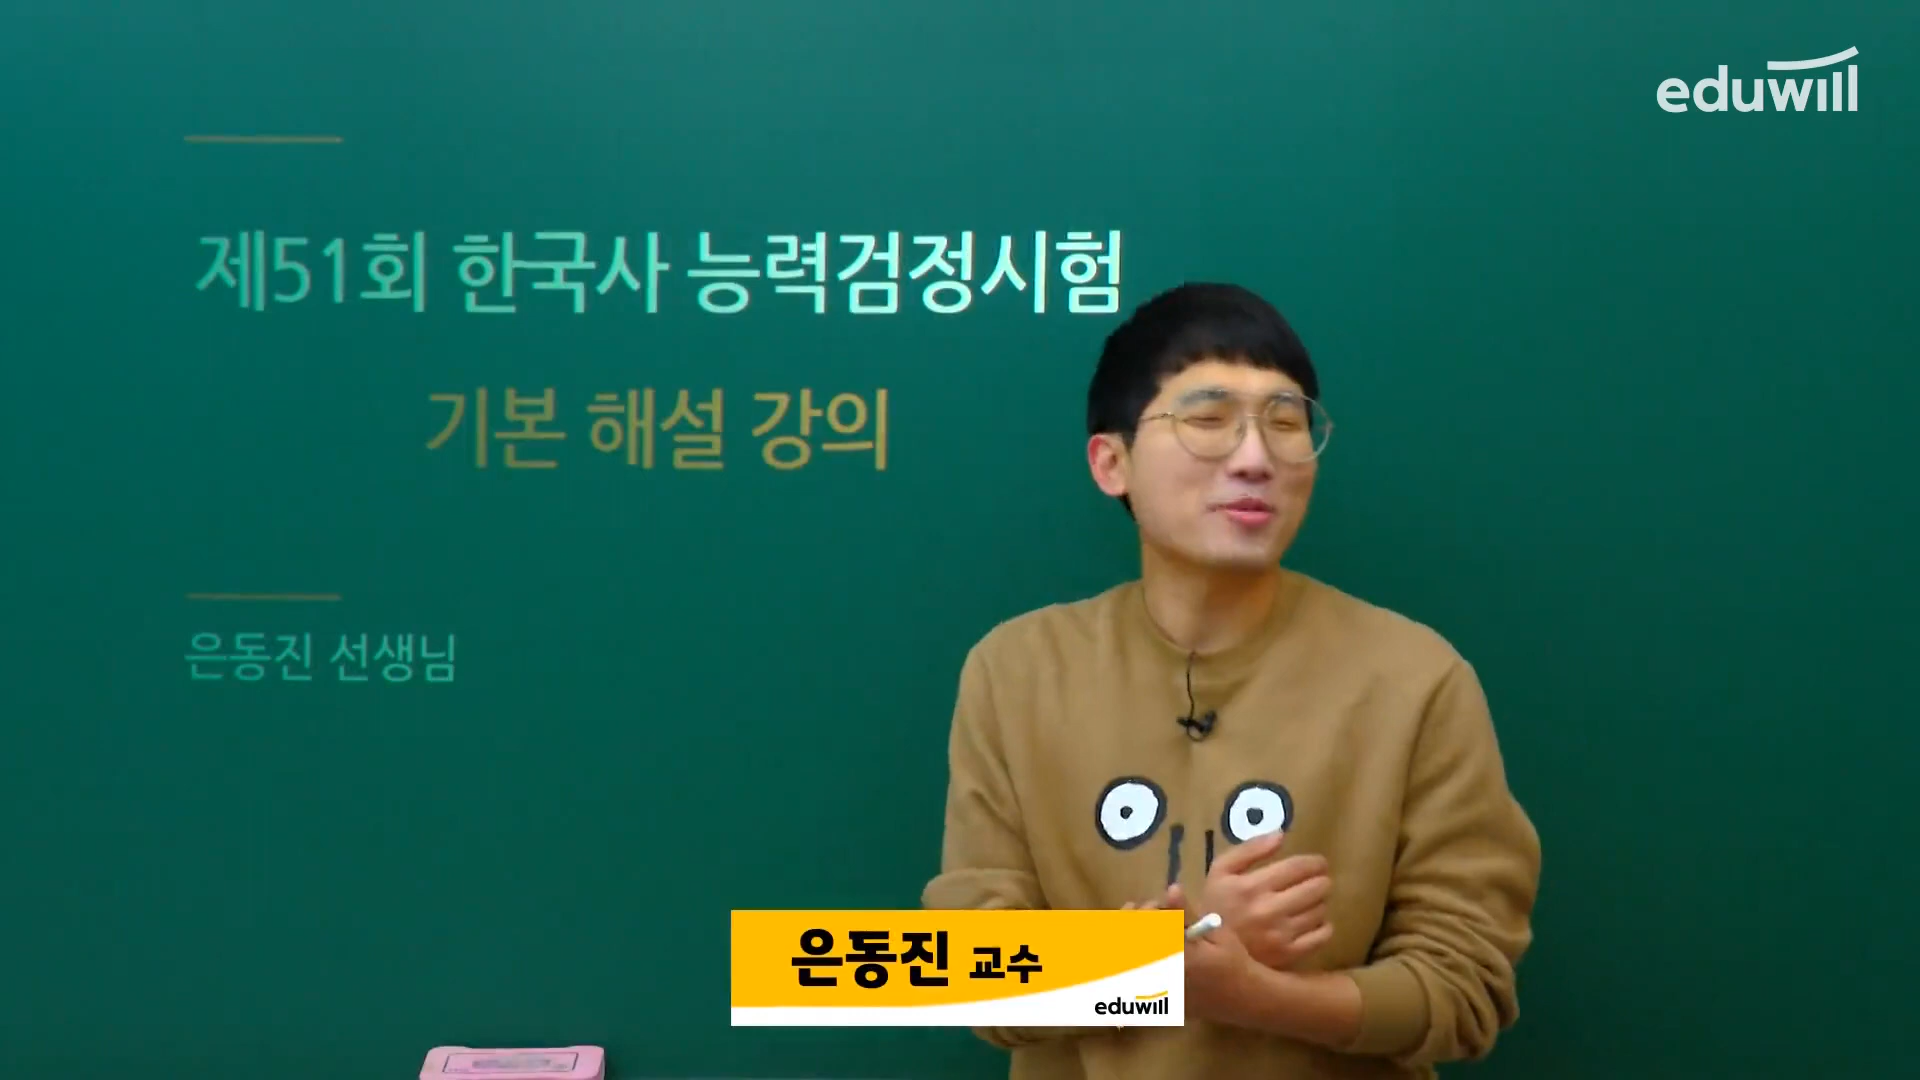 eduwill
제51회 한국사 능력검정시험
기본 해설 강의
은동진 선생님
은동진 교수
eduwill